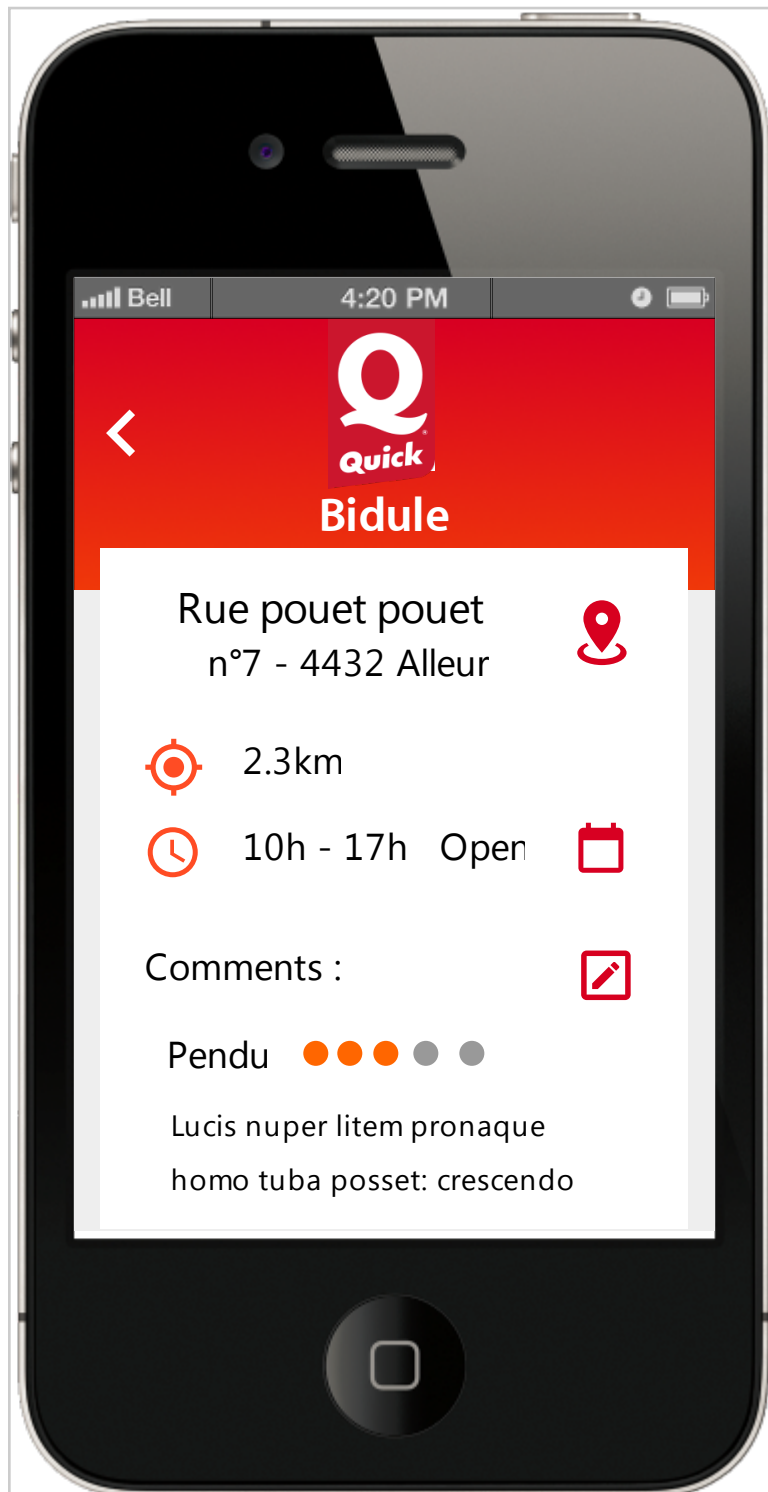 Bell 4:20 PM
Q
Quick
Bidule
Rue pouet pouet
n°7 - 4432 Alleur
2.3km
10h - 17h Open
Comments :
Pendu
Lucis nuper litem pronaque
homo tuba posset: crescendo